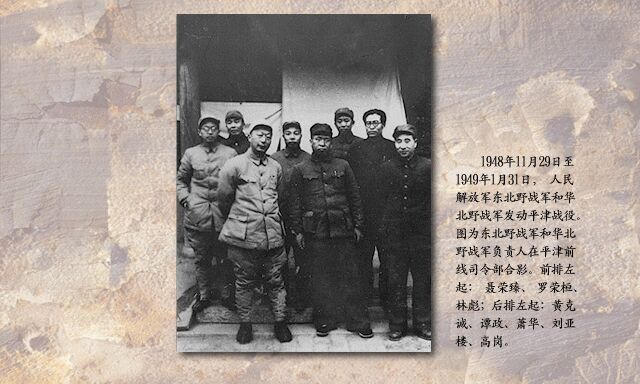 1948年11月29日至
1949年1月31日， 人民
解放军东北野战军和华
北野战军发动平津战役。
图为东北野战军和华北
野战军负责人在平津前
线司令部合影。前排左
起： 聂荣臻、 罗荣桓、
林彪；后排左起：黄克
诚、谭政、萧华、刘亚
楼、高岗。